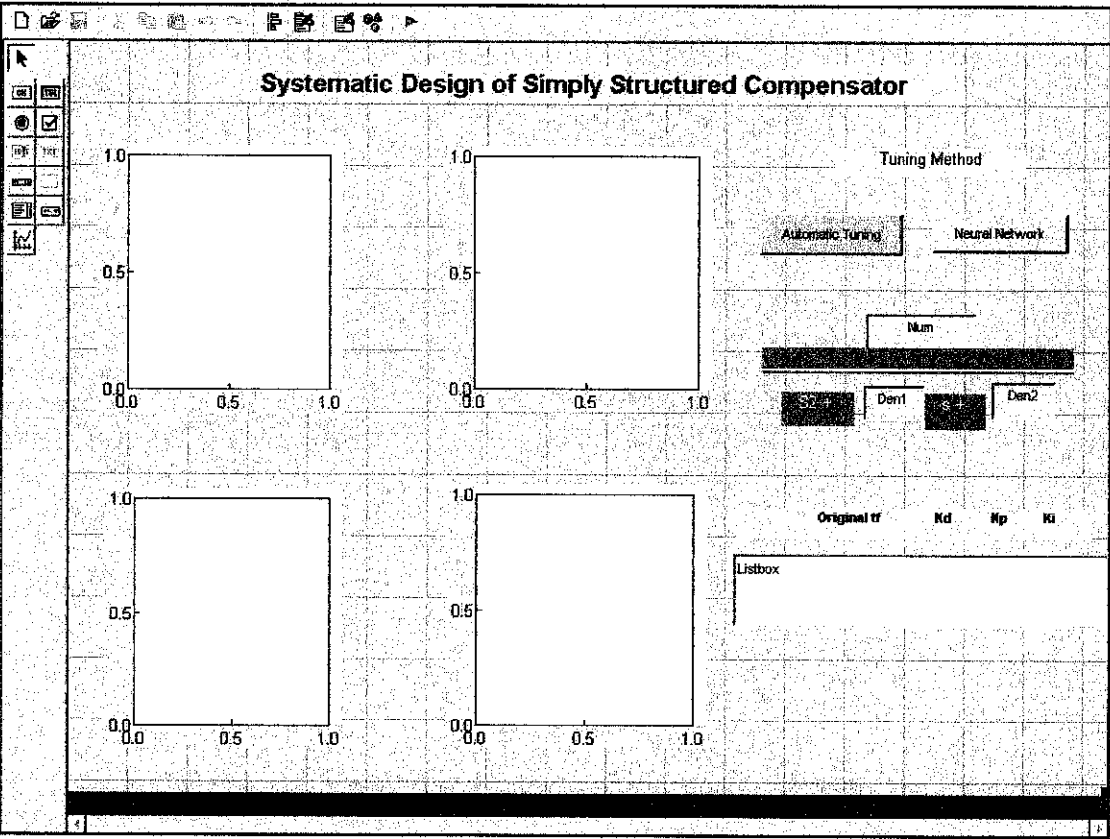 Systematic Design of Simply Structured Compensator
1.0
0.5
0.0
0.0 0.5 1.0
1.0
0.5
0.0
0.0 0.5 1.0
Tuning Method
Automatic Tuning
Neural Network
Num
Den1
Den2
1.0
0.5
0.0
0.0 0.5 1.0
1.0
0.5
0.0
0.0 0.5 1.0
Original tf Kd Kp Ki
Listbox